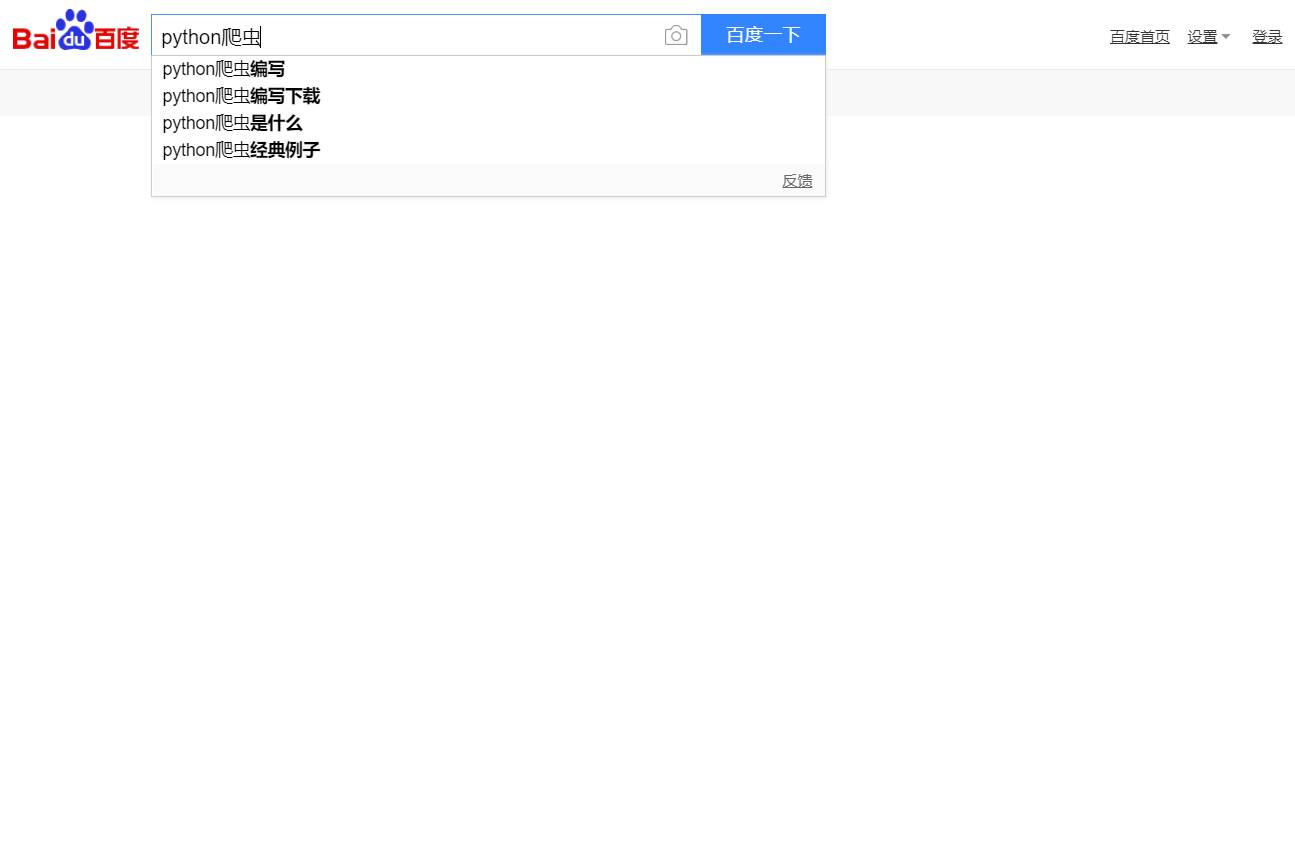 Bai du 百度 python爬虫 百度一下 百度首页 设置 登录
python爬虫编写
python爬虫编写下载
python爬虫是什么
python爬虫经典例子
反馈